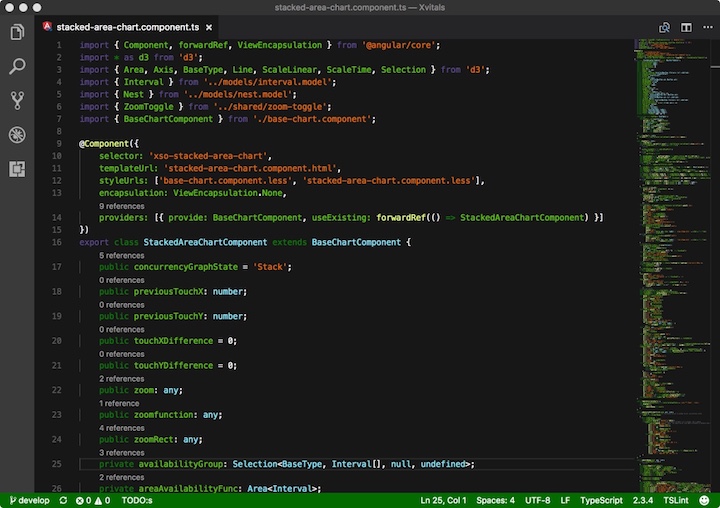 stacked-area-chart.component.ts — Xvitals
stacked-area-chart.component.ts ×
1 import { Component, forwardRef, ViewEncapsulation } from '@angular/core';
2 import * as d3 from 'd3';
3 import { Area, Axis, BaseType, Line, ScaleLinear, ScaleTime, Selection } from 'd3';
4 import { Interval } from '../models/interval.model';
5 import { Nest } from '../models/nest.model';
6 import { ZoomToggle } from '../shared/zoom-toggle';
7 import { BaseChartComponent } from './base-chart.component';
8
9 @Component({
10 selector: 'xso-stacked-area-chart',
11 templateUrl: 'stacked-area-chart.component.html',
12 styleUrls: ['base-chart.component.less', 'stacked-area-chart.component.less'],
13 encapsulation: ViewEncapsulation.None,
9 references
14 providers: [{ provide: BaseChartComponent, useExisting: forwardRef(() => StackedAreaChartComponent) }]
15 })
16 export class StackedAreaChartComponent extends BaseChartComponent {
5 references
17 public concurrencyGraphState = 'Stack';
0 references
18 public previousTouchX: number;
0 references
19 public previousTouchY: number;
0 references
20 public touchXDifference = 0;
0 references
21 public touchYDifference = 0;
2 references
22 public zoom: any;
1 reference
23 public zoomfunction: any;
4 references
24 public zoomRect: any;
3 references
25 private availabilityGroup: Selection<BaseType, Interval[], null, undefined>;
2 references
26 private areaAvailabilityFunc: Area<Interval>;
develop 0 0 TODO:s Ln 25, Col 1 Spaces: 4 UTF-8 LF TypeScript 2.3.4 TSLint